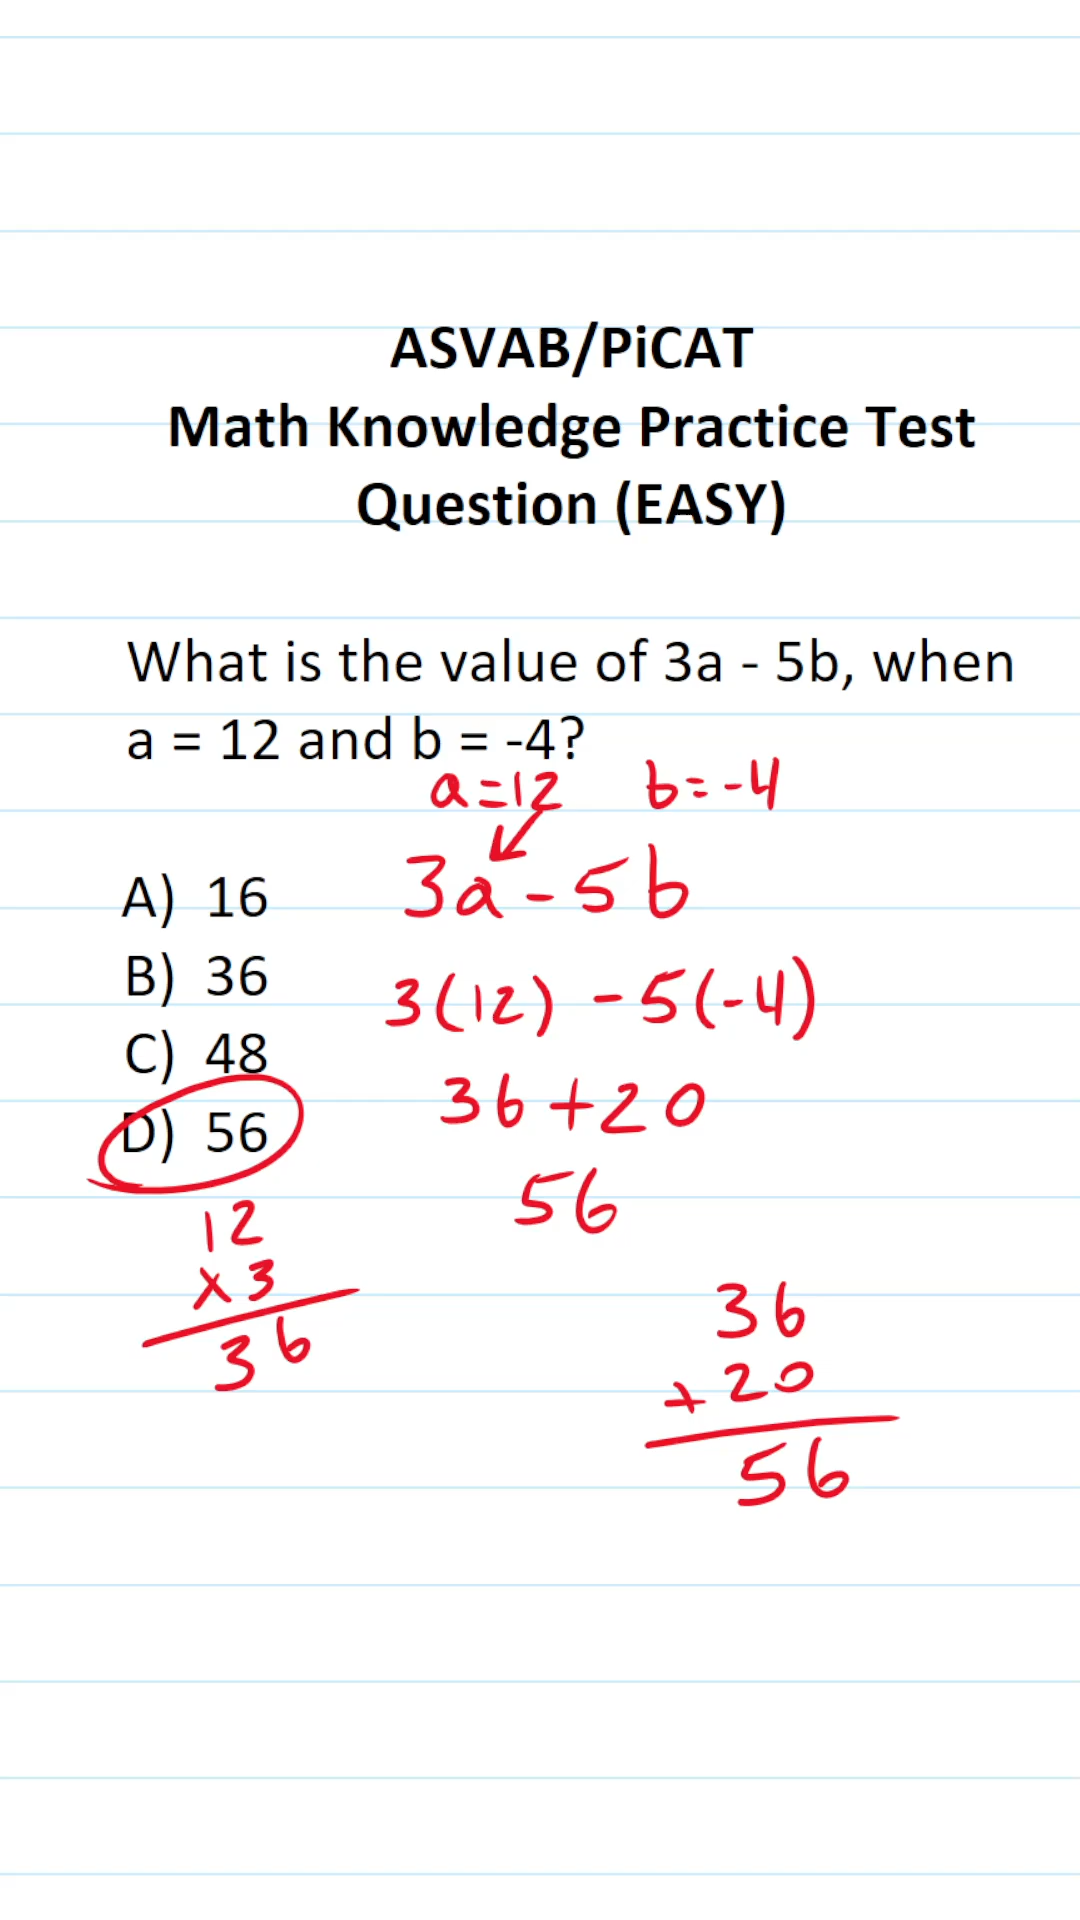 ASVAB/PiCAT
Math Knowledge Practice Test
Question (EASY)
What is the value of 3a - 5b, when
a = 12 and b = -4?
a=12 b=-4
3a-5b
A) 16
B) 36
3(12) -5(-4)
C) 48
36+20
D) 56
56
12
x3
36
36
+20
56